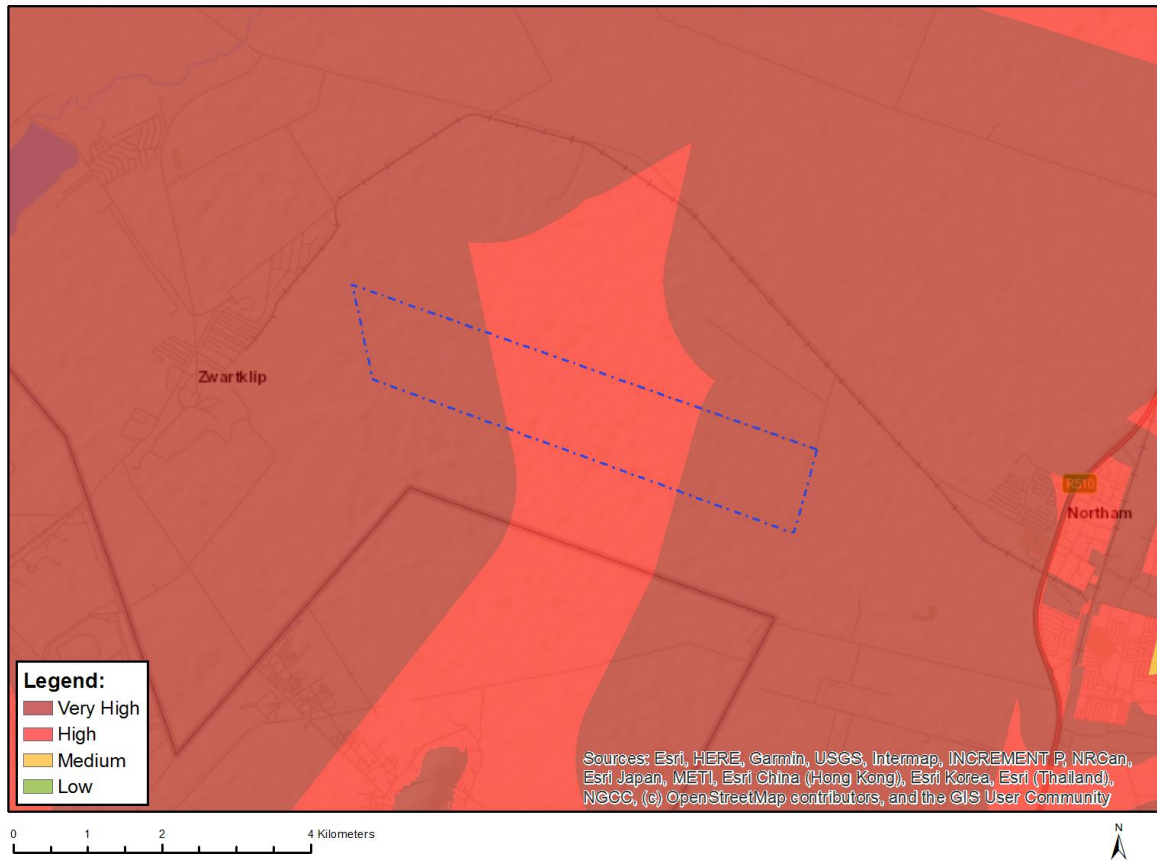 Zwartklip
R510
Northam
Legend:
Very High
High
Medium
Low
Sources: Esri, HERE, Garmin, USGS, Intermap, INCREMENT P, NRCan,
Esri Japan, METI, Esri China (Hong Kong), Esri Korea, Esri (Thailand),
NGCC, (c) OpenStreetMap contributors, and the GIS User Community
0 1 2 4 Kilometers
N